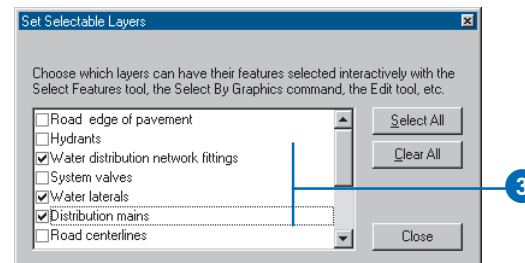 Set Selectable Layers
Choose which layers can have their features selected interactively with the
Select Features tool, the Select By Graphics command, the Edit tool, etc.
Road edge of pavement
Select All
Hydrants
Water distribution network fittings
Clear All
System valves
Water laterals
3
Distribution mains
Road centerlines
Close